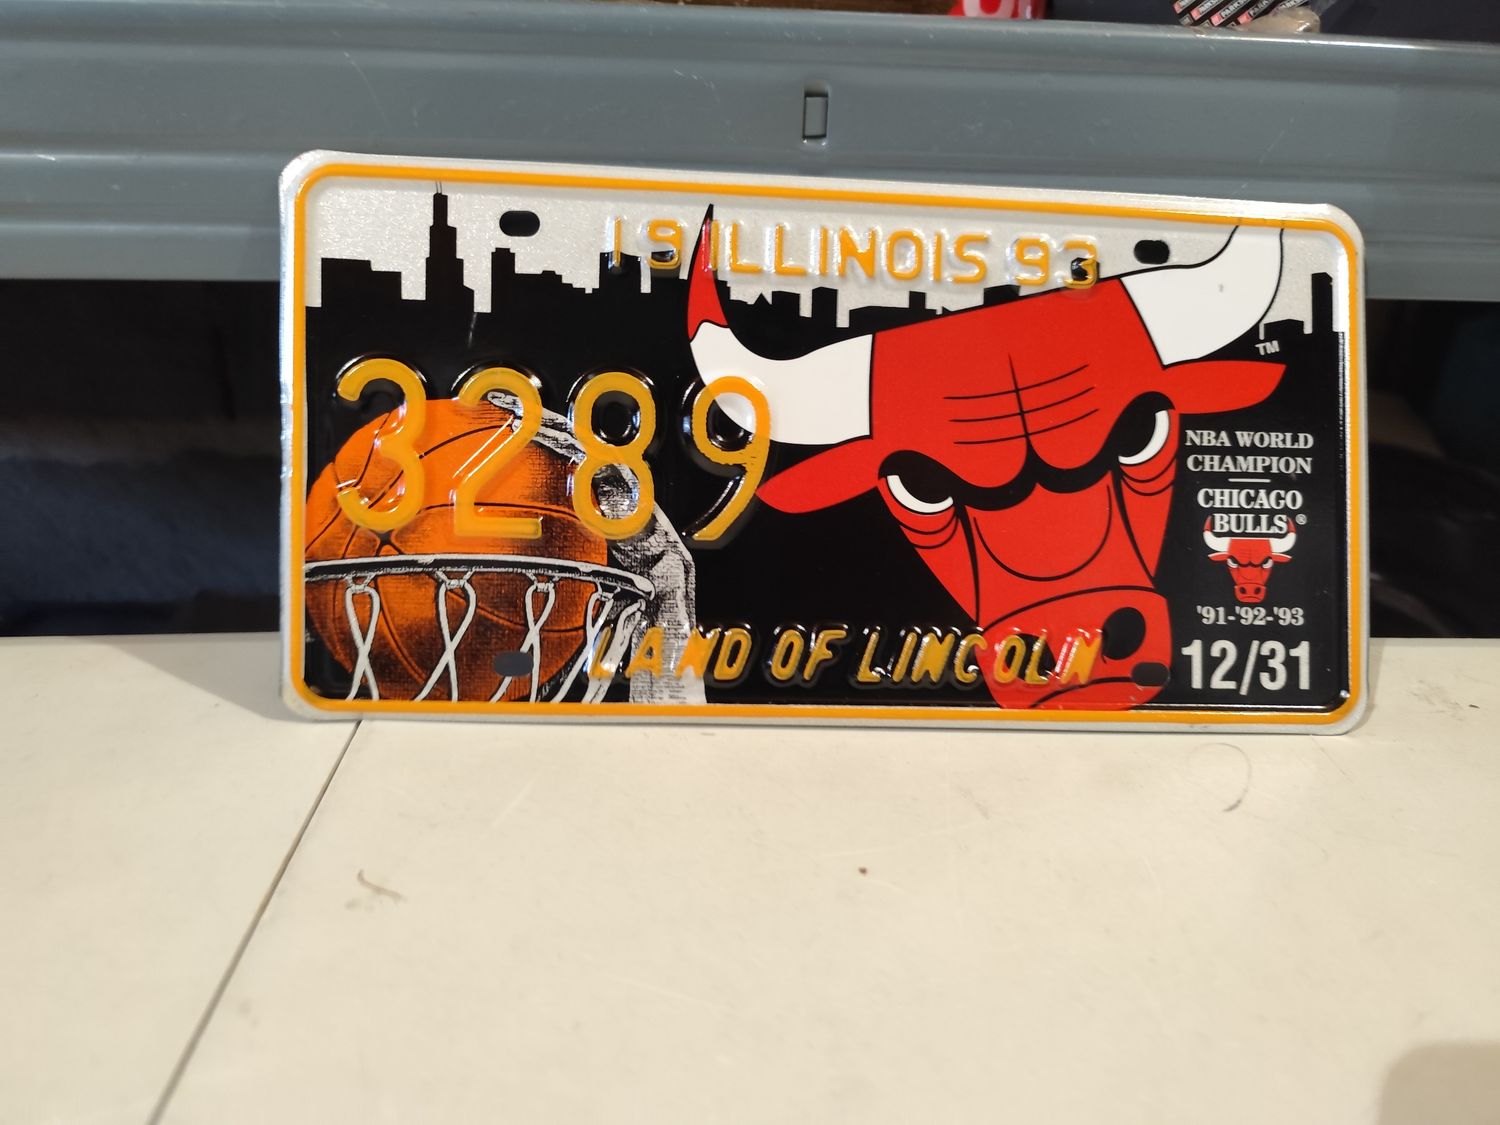 19 ILLINOIS 93
3289
TM
NBA WORLD
CHAMPION
CHICAGO
BULLS®
'91-'92-'93
LAND OF LINCOLN
12/31